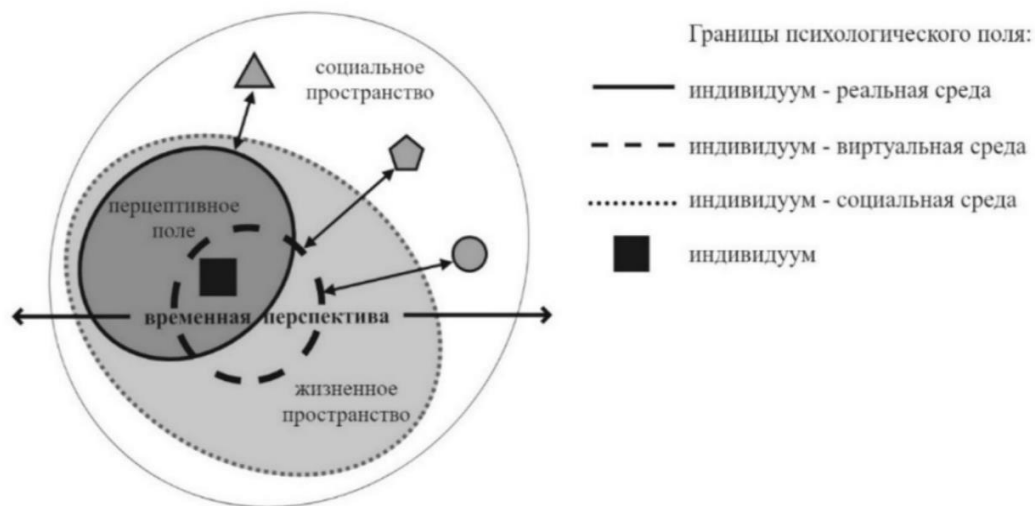 социальное
пространство
перцептивное
поле
временная перспектива
жизненное
пространство
Границы психологического поля:
индивидуум - реальная среда
индивидуум - виртуальная среда
индивидуум - социальная среда
индивидуум